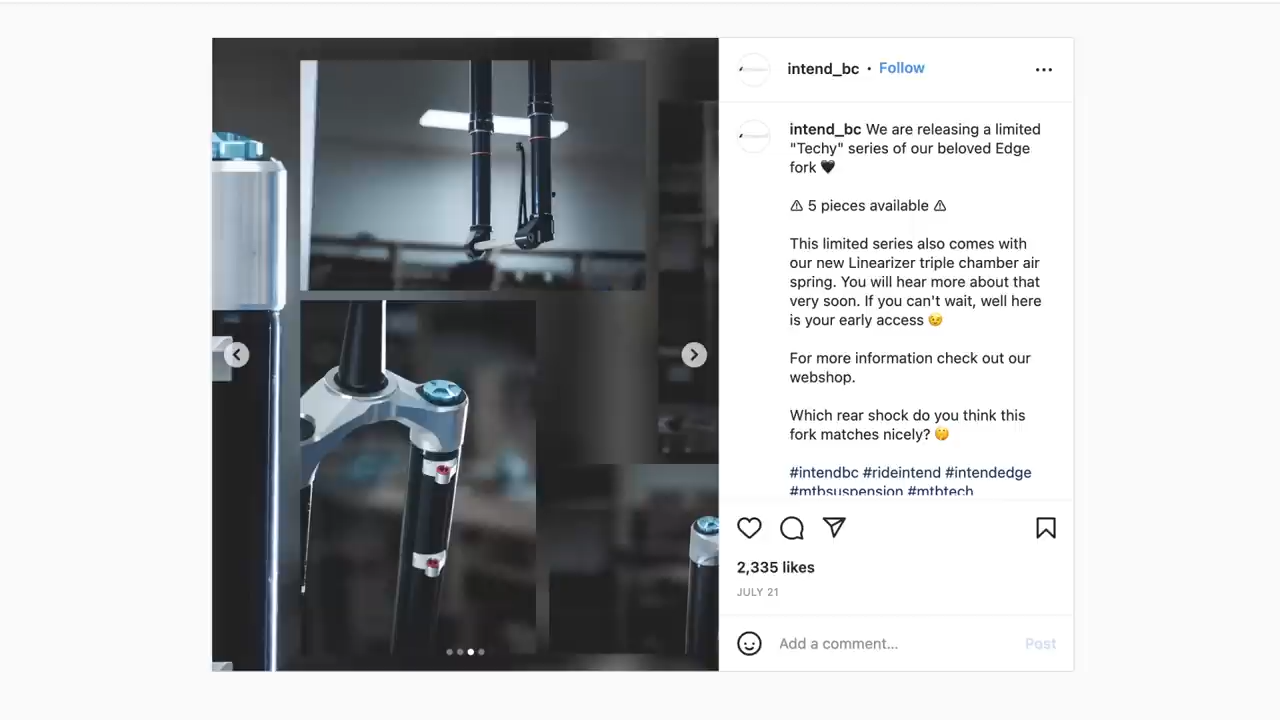 intend_bc • Follow
intend_bc We are releasing a limited
"Techy" series of our beloved Edge
fork 🖤
⚠ 5 pieces available ⚠
This limited series also comes with
our new Linearizer triple chamber air
spring. You will hear more about that
very soon. If you can't wait, well here
is your early access 😉
For more information check out our
webshop.
Which rear shock do you think this
fork matches nicely? 🤔
#intendbc #rideintend #intendedge
#mtbsuspension #mtbtech
2,335 likes
JULY 21
Add a comment... Post